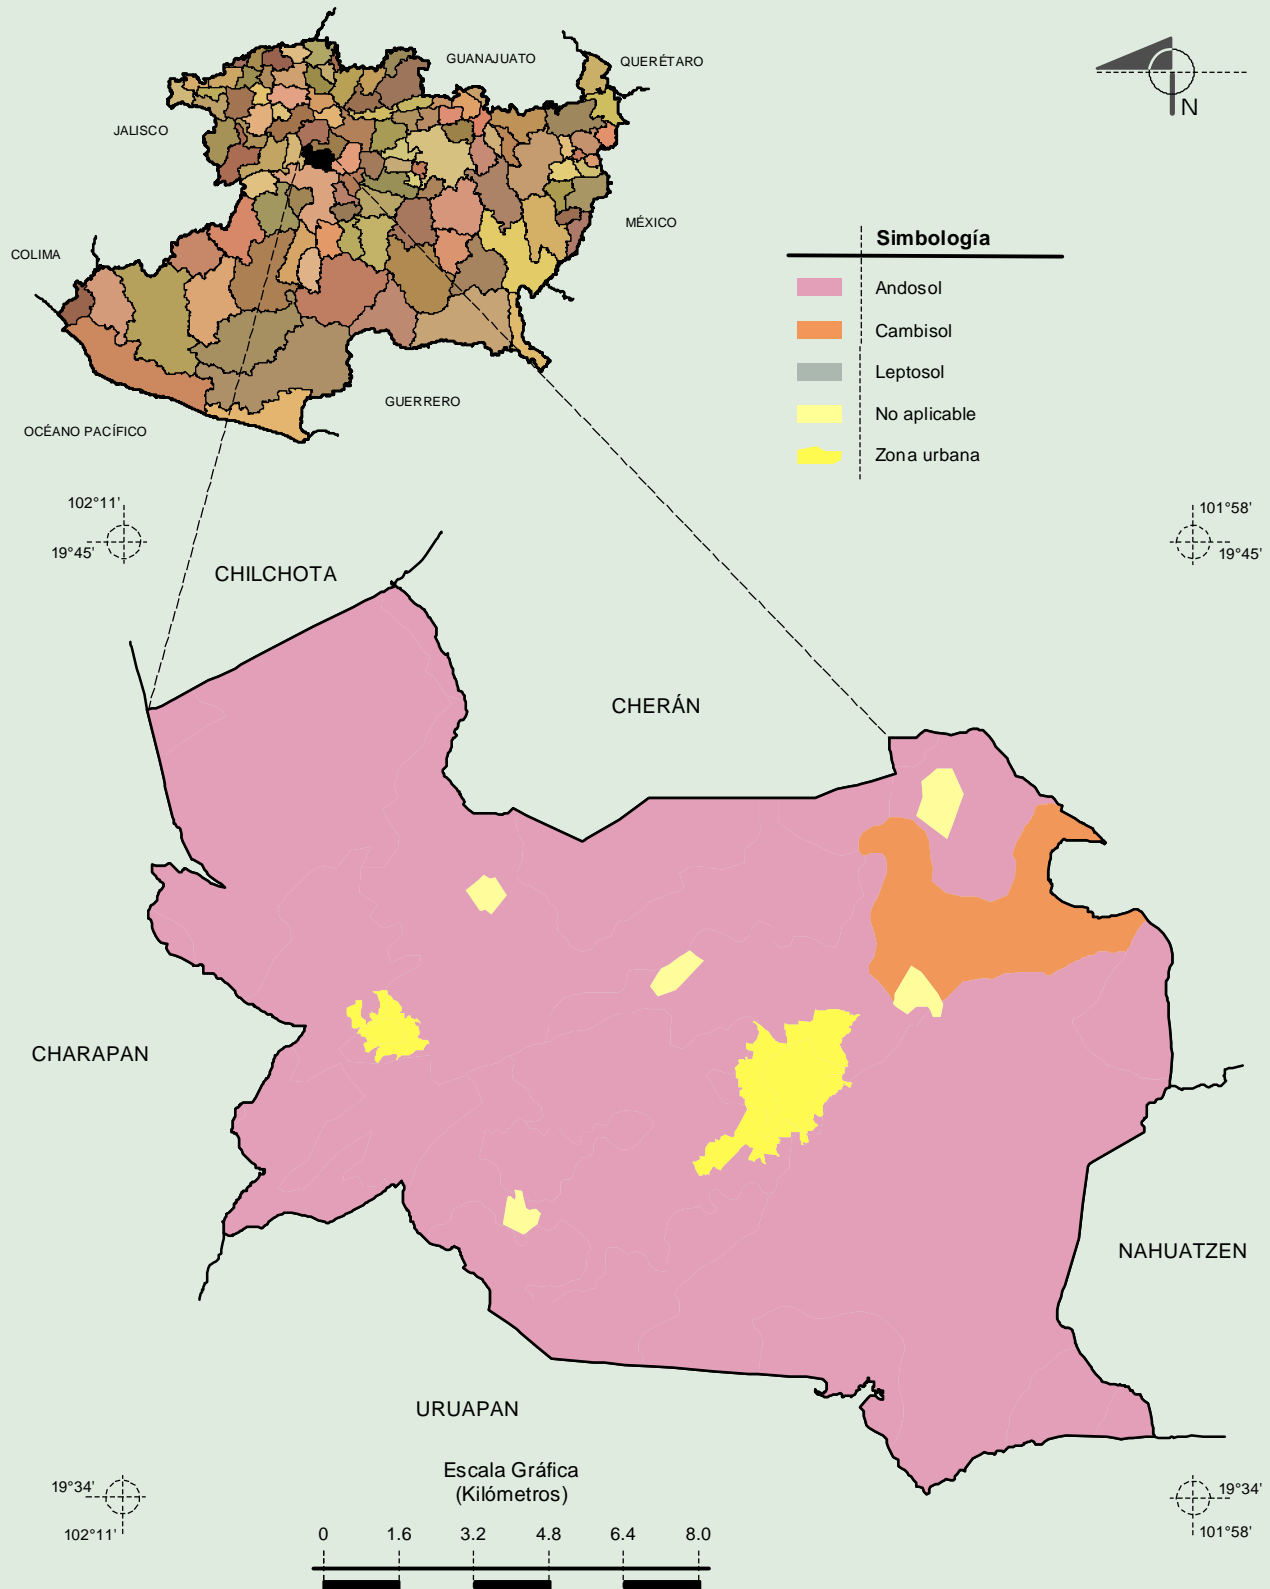 GUANAJUATO
QUERÉTARO
JALISCO
N
MÉXICO
COLIMA
GUERRERO
OCÉANO PACÍFICO
Simbología
Andosol
Cambisol
Leptosol
No aplicable
Zona urbana
102°11'
19°45'
101°58'
19°45'
CHILCHOTA
CHERÁN
CHARAPAN
NAHUATZEN
URUAPAN
Escala Gráfica
(Kilómetros)
0 1.6 3.2 4.8 6.4 8.0
19°34'
102°11'
19°34'
101°58'